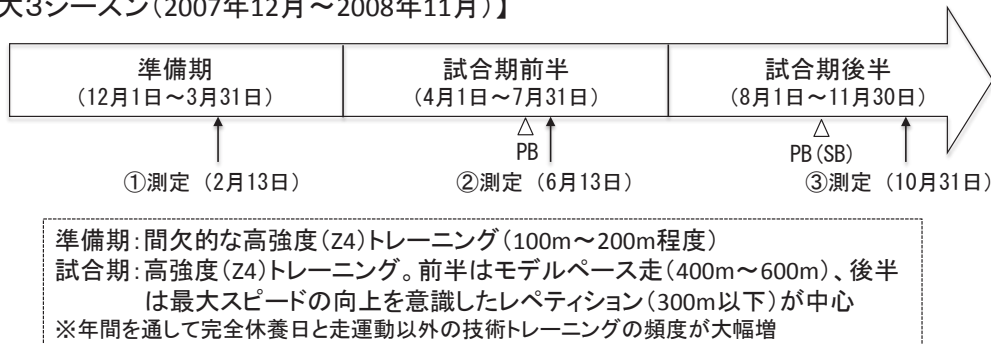 大3シーズン(2007年12月~2008年11月)】
準備期
(12月1日~3月31日)
試合期前半
(4月1日~7月31日)
試合期後半
(8月1日~11月30日)
△
PB
△
PB(SB)
①測定 (2月13日)
②測定 (6月13日)
③測定 (10月31日)
準備期:間欠的な高強度(Z4)トレーニング(100m~200m程度)
試合期:高強度(Z4)トレーニング。前半はモデルペース走(400m~600m)、後半
は最大スピードの向上を意識したレペティション(300m以下)が中心
※年間を通して完全休養日と走運動以外の技術トレーニングの頻度が大幅増